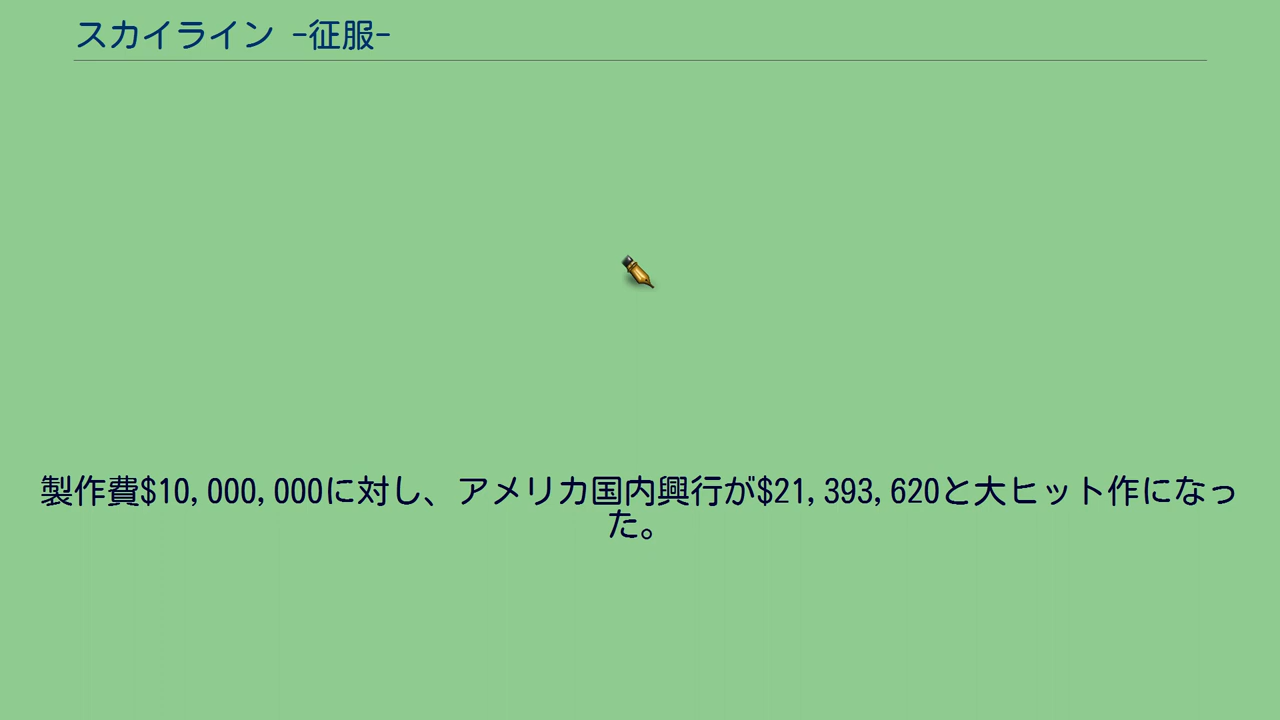 スカイライン -征服-
製作費$10,000,000に対し、アメリカ国内興行が$21,393,620と大ヒット作になっ
た。